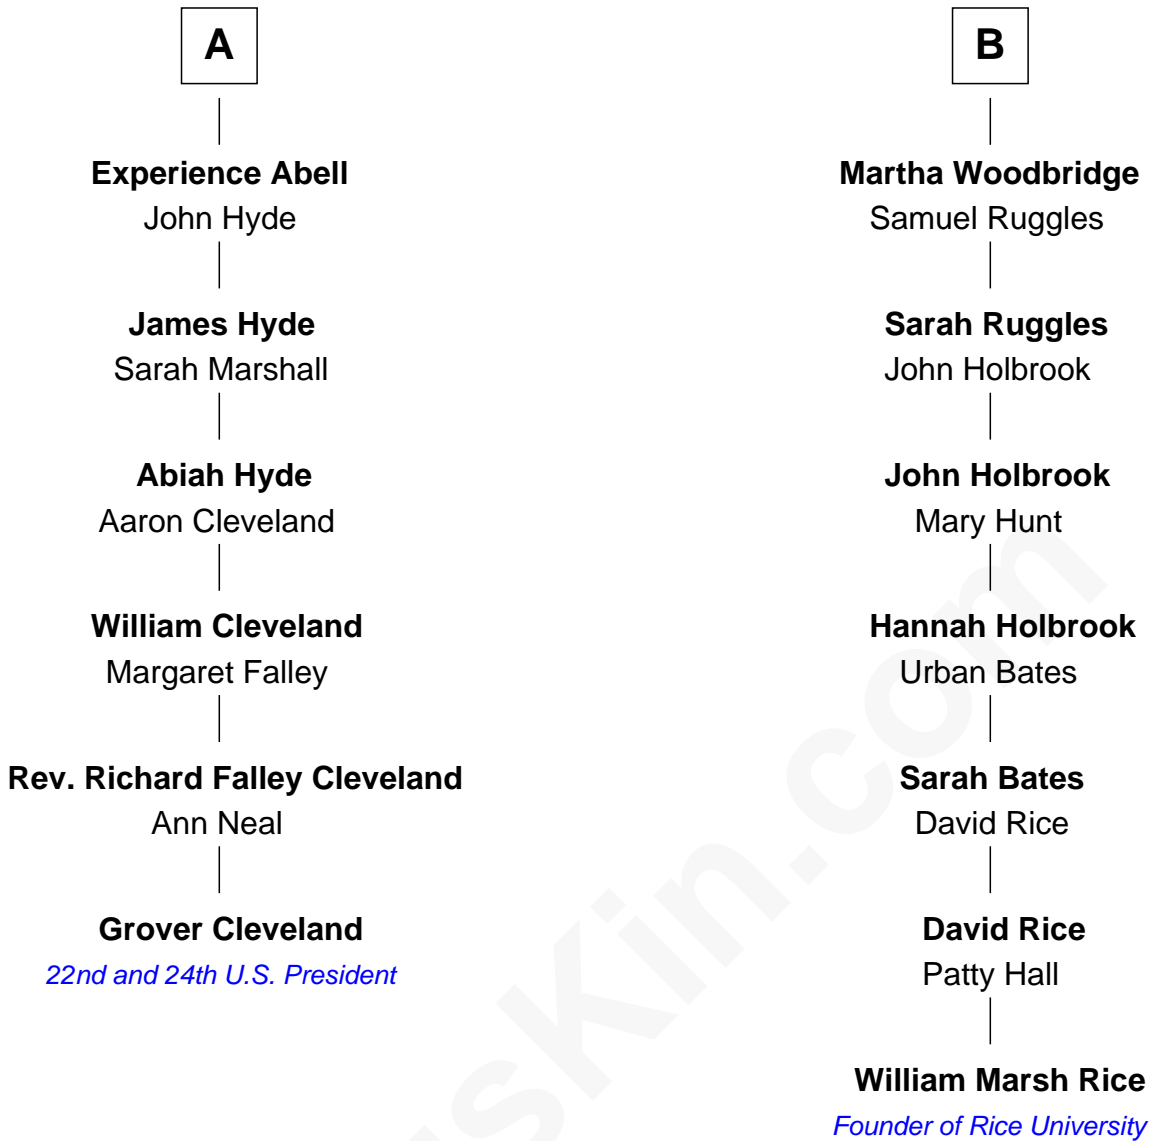 A
Experience Abell
John Hyde
James Hyde
Sarah Marshall
Abiah Hyde
Aaron Cleveland
William Cleveland
Margaret Falley
Rev. Richard Falley Cleveland
Ann Neal
Grover Cleveland
22nd and 24th U.S. President
B
Martha Woodbridge
Samuel Ruggles
Sarah Ruggles
John Holbrook
John Holbrook
Mary Hunt
Hannah Holbrook
Urban Bates
Sarah Bates
David Rice
David Rice
Patty Hall
William Marsh Rice
Founder of Rice University